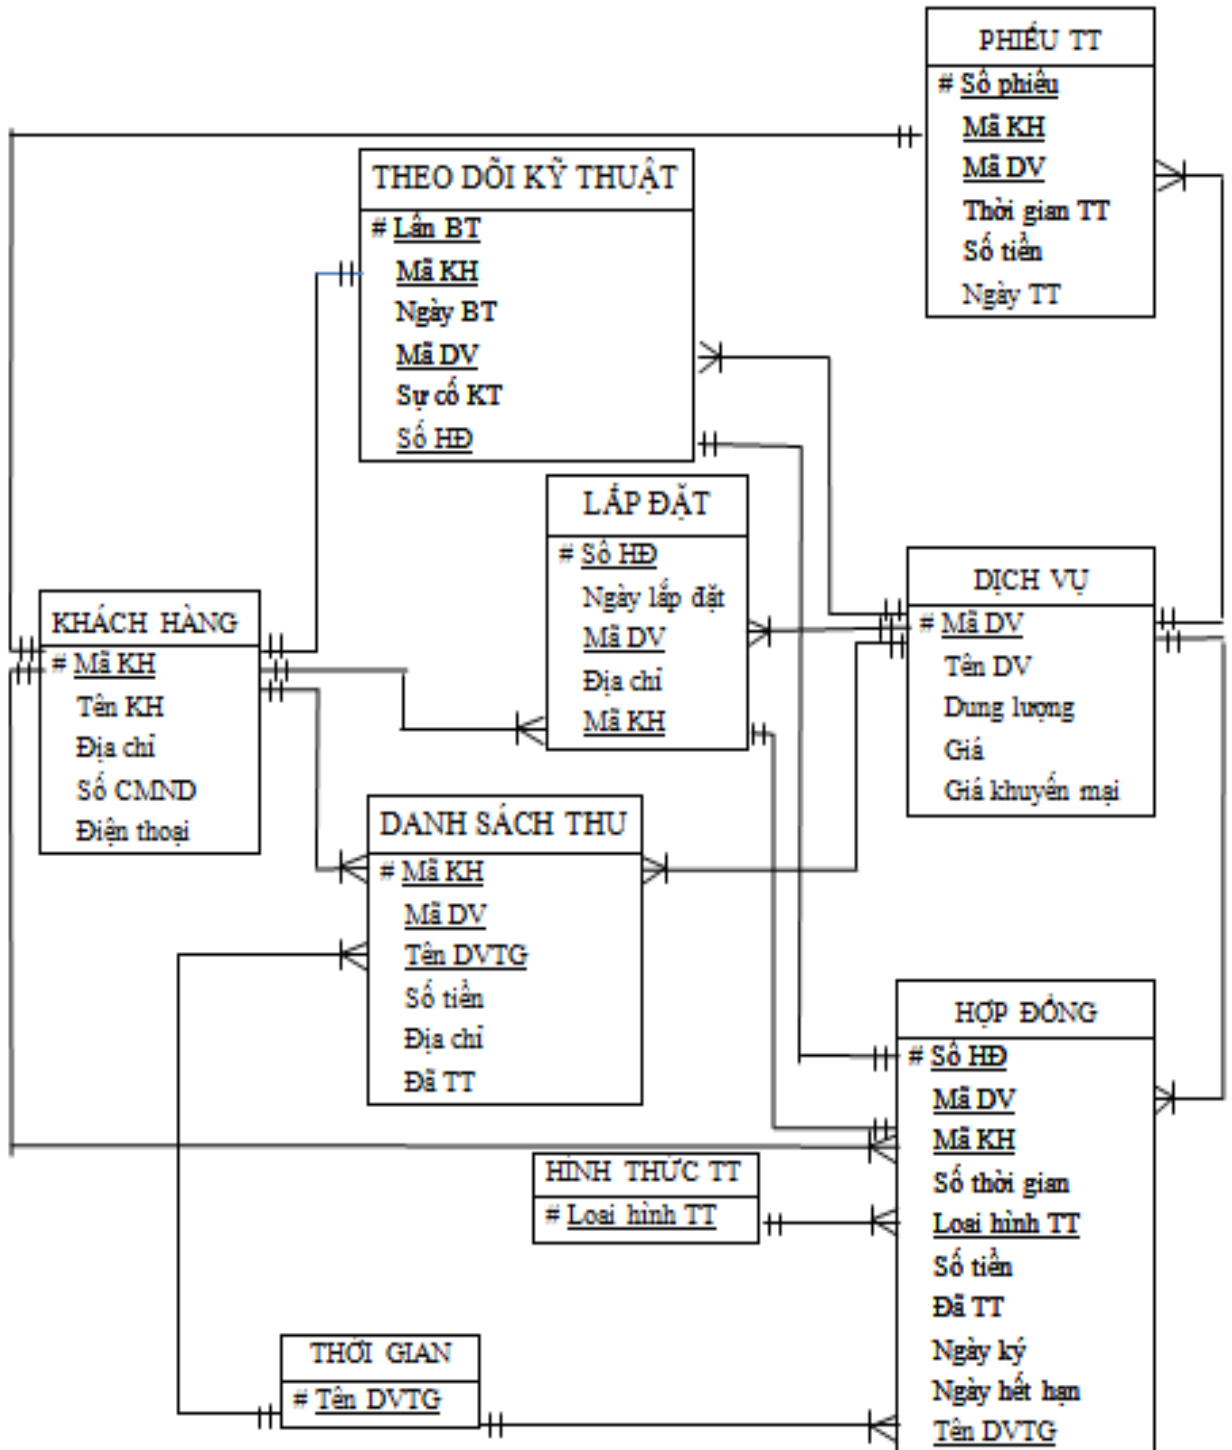 PHIẾU TT
# Số phiếu
Mã KH
Mã DV
Thời gian TT
Số tiền
Ngày TT
THEO DÕI KỸ THUẬT
# Lần BT
Mã KH
Ngày BT
Mã DV
Sự cố KT
Số HĐ
LẮP ĐẶT
# Số HĐ
Ngày lắp đặt
Mã DV
Địa chỉ
Mã KH
DỊCH VỤ
# Mã DV
Tên DV
Dung lượng
Giá
Giá khuyến mại
KHÁCH HÀNG
# Mã KH
Tên KH
Địa chỉ
Số CMND
Điện thoại
DANH SÁCH THU
# Mã KH
Mã DV
Tên DVTG
Số tiền
Địa chỉ
Đã TT
HỢP ĐỒNG
# Số HĐ
Mã DV
Mã KH
Số thời gian
Loại hình TT
Số tiền
Đã TT
Ngày ký
Ngày hết hạn
Tên DVTG
HÌNH THỨC TT
# Loại hình TT
THỜI GIAN
# Tên DVTG